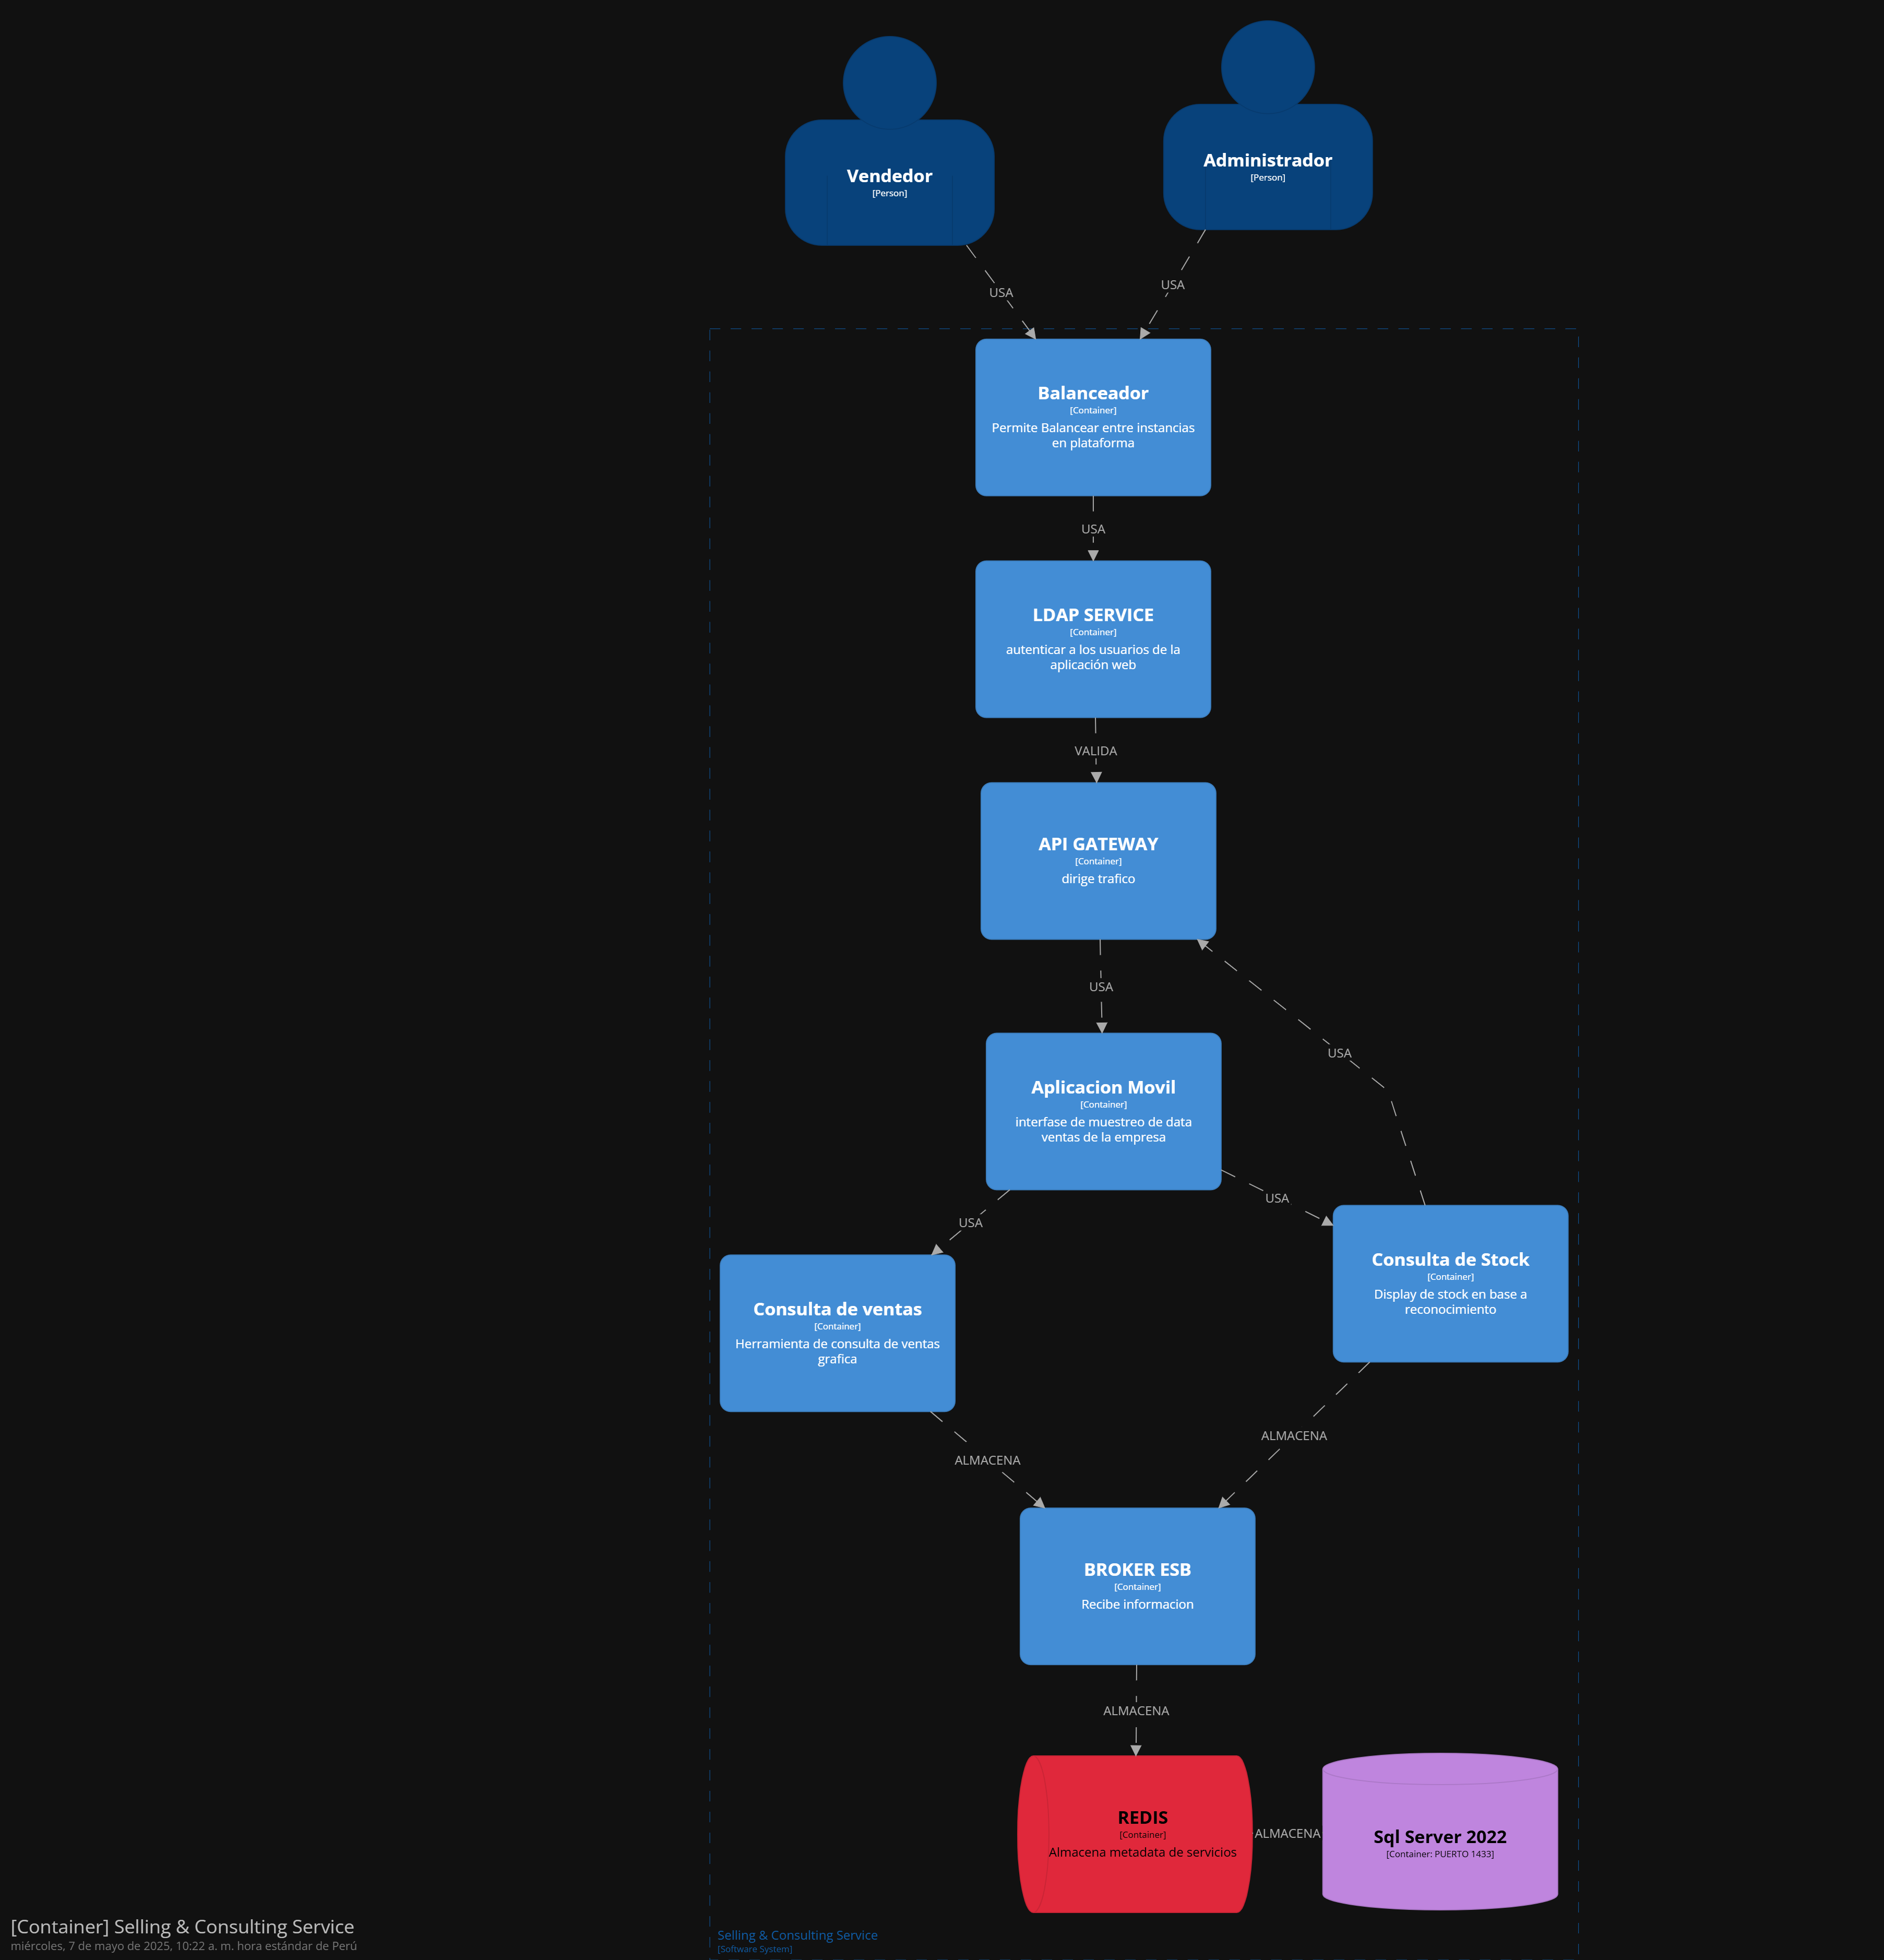 Vendedor
[Person]
Administrador
[Person]
USA
USA
Balanceador
[Container]
Permite Balancear entre instancias
en plataforma
USA
LDAP SERVICE
[Container]
autenticar a los usuarios de la
aplicación web
VALIDA
API GATEWAY
[Container]
dirige trafico
USA
USA
Aplicacion Movil
[Container]
interfase de muestreo de data
ventas de la empresa
USA
USA
Consulta de Stock
[Container]
Display de stock en base a
reconocimiento
Consulta de ventas
[Container]
Herramienta de consulta de ventas
grafica
ALMACENA
ALMACENA
BROKER ESB
[Container]
Recibe informacion
ALMACENA
REDIS
[Container]
Almacena metadata de servicios
ALMACENA
Sql Server 2022
[Container: PUERTO 1433]
[Container] Selling & Consulting Service
miércoles, 7 de mayo de 2025, 10:22 a. m. hora estándar de Perú
Selling & Consulting Service
[Software System]